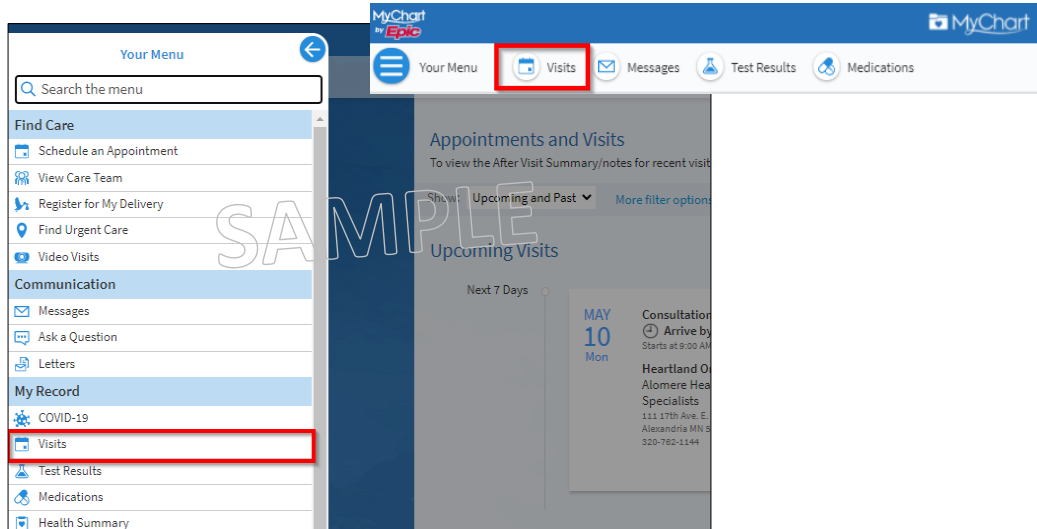 MyChart
by Epic
MyChart
Your Menu
Visits
Messages
Test Results
Medications
Your Menu
Search the menu
Find Care
Schedule an Appointment
View Care Team
Register for My Delivery
Find Urgent Care
Video Visits
Communication
Messages
Ask a Question
Letters
My Record
COVID-19
Visits
Test Results
Medications
Health Summary
Appointments and Visits
To view the After Visit Summary/notes for recent visit
Show: Upcoming and Past
More filter options
SAMPLE
Upcoming Visits
Next 7 Days
MAY
10
Mon
Consultation
Arrive by
Starts at 9:00 AM
Heartland O
Alomere Hea
Specialists
111 17th Ave. E.
Alexandria MN 5
320-762-1144